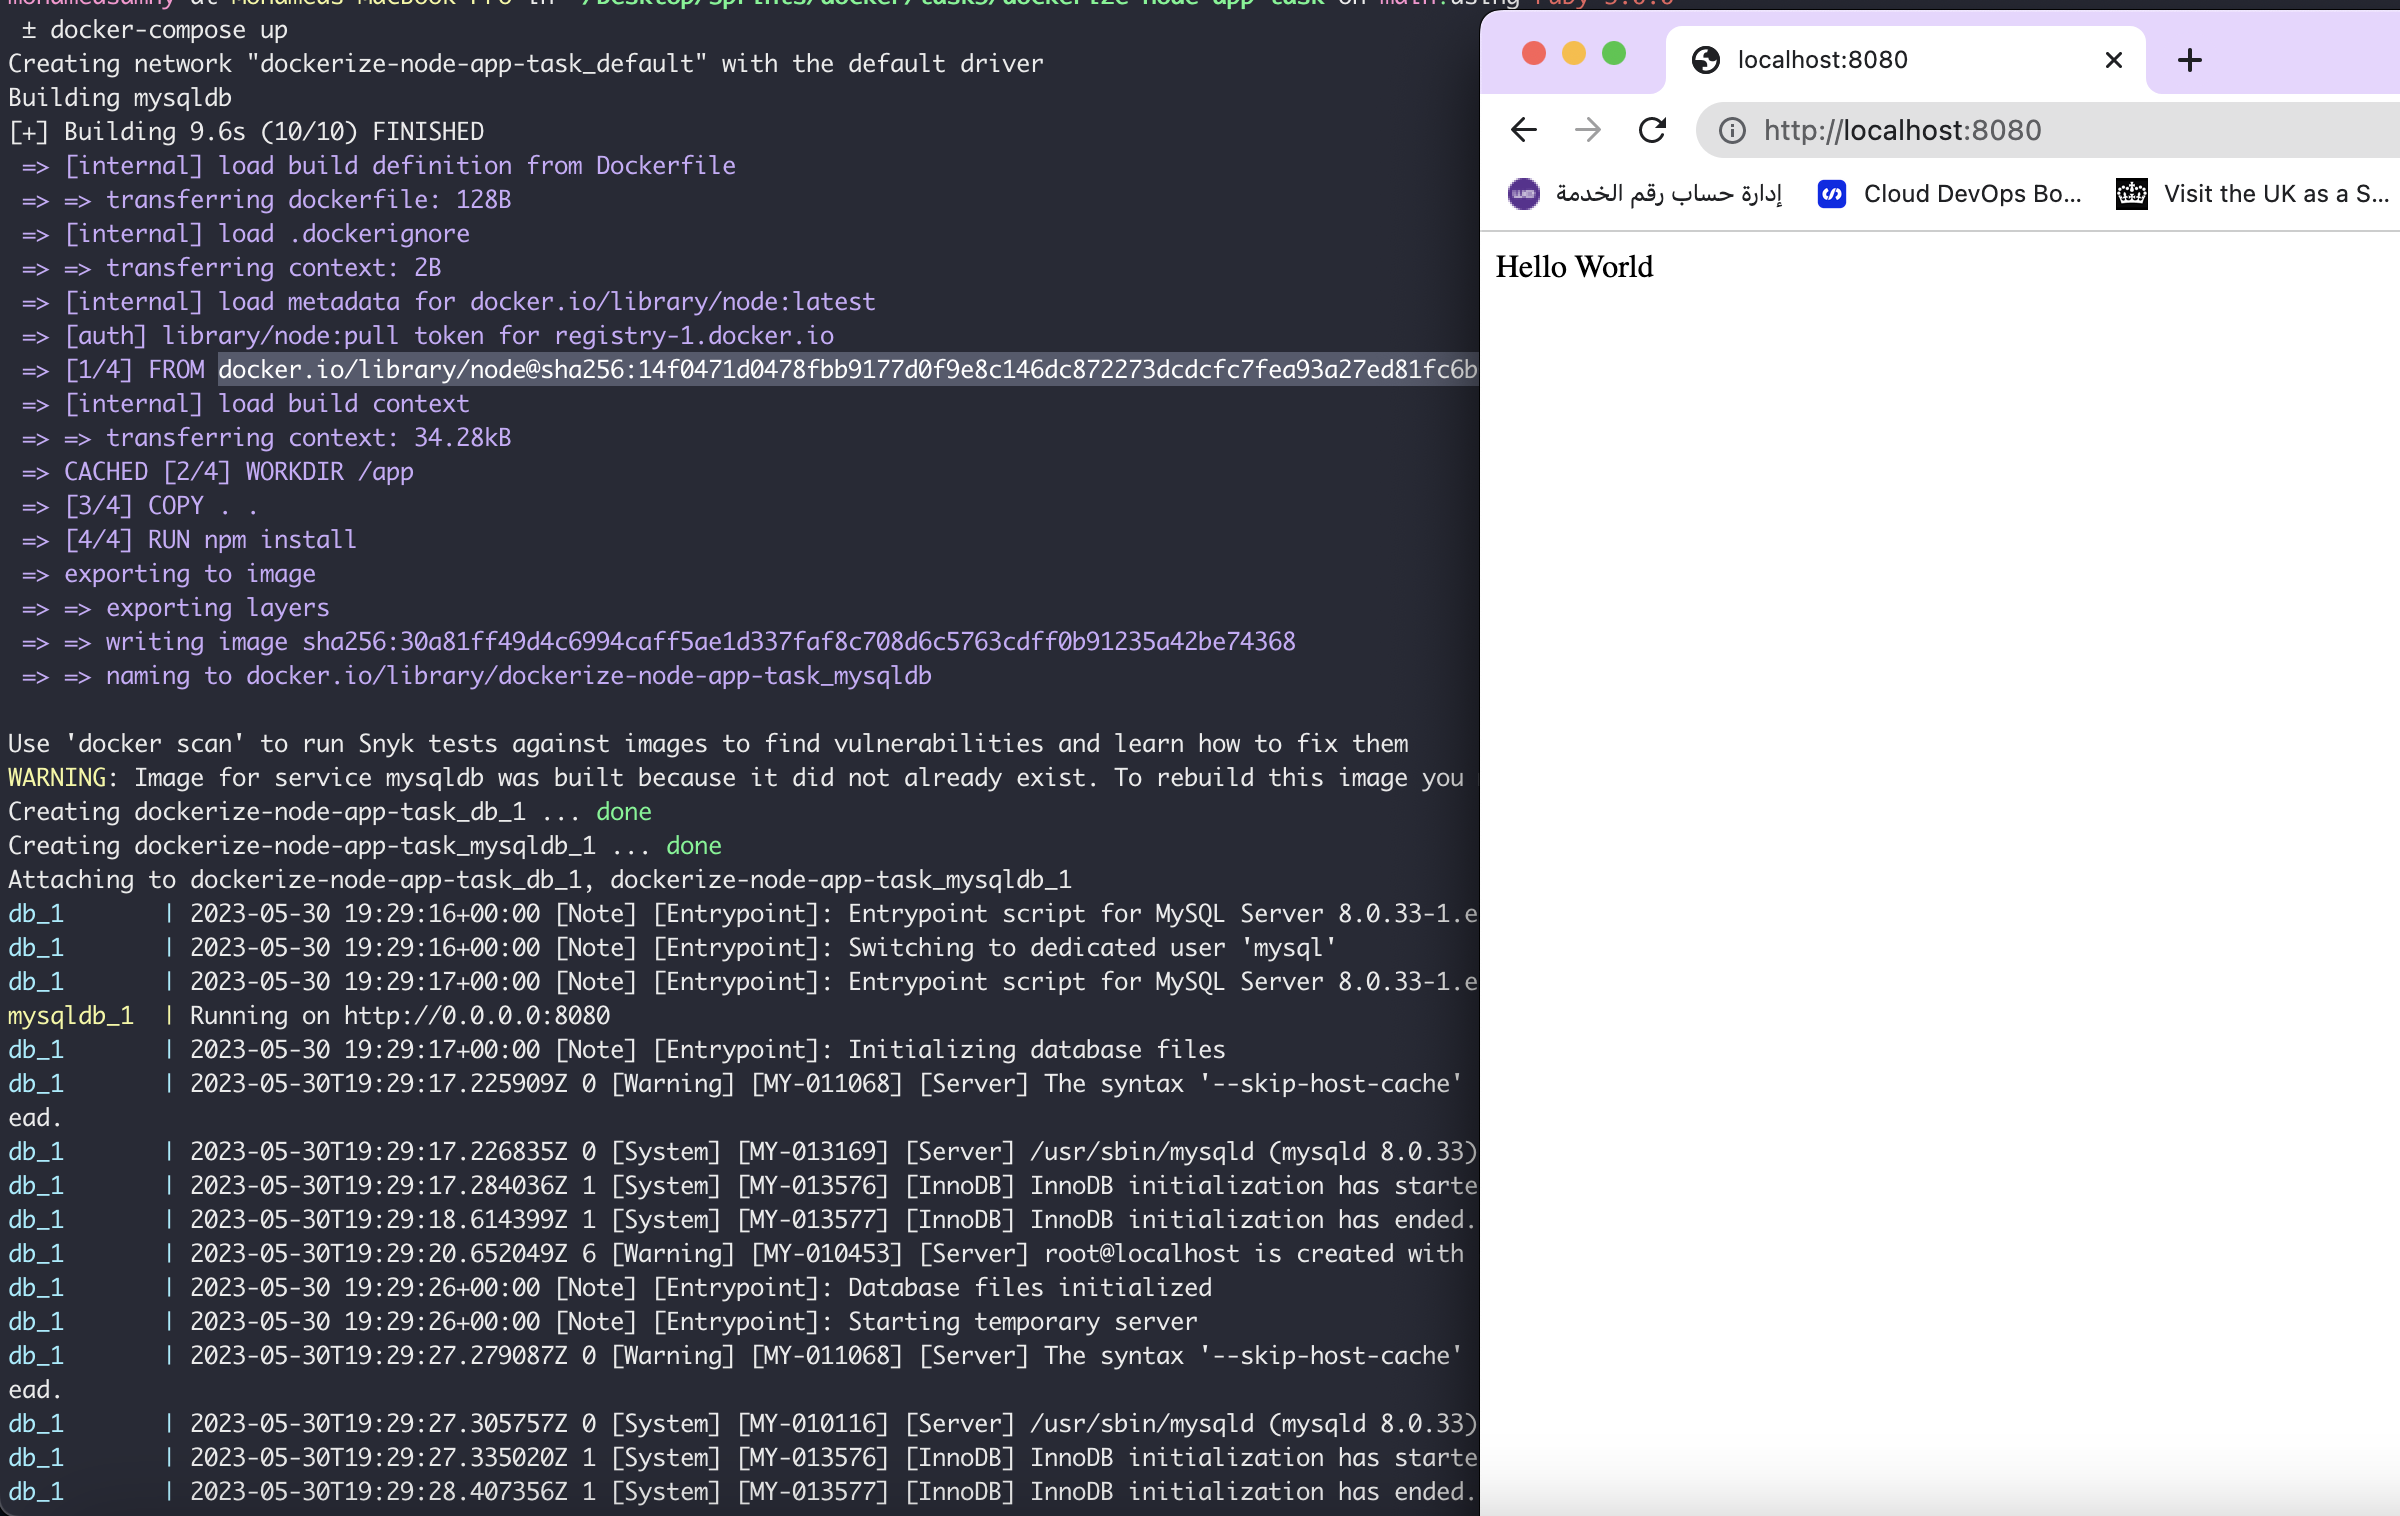 ± docker-compose up
Creating network "dockerize-node-app-task_default" with the default driver
Building mysqldb
[+] Building 9.6s (10/10) FINISHED
=> [internal] load build definition from Dockerfile
=> => transferring dockerfile: 128B
=> [internal] load .dockerignore
=> => transferring context: 2B
=> [internal] load metadata for docker.io/library/node:latest
=> [auth] library/node:pull token for registry-1.docker.io
=> [1/4] FROM docker.io/library/node@sha256:14f0471d0478fbb9177d0f9e8c146dc872273dcdcfc7fea93a27ed81fc6b
=> [internal] load build context
=> => transferring context: 34.28kB
=> CACHED [2/4] WORKDIR /app
=> [3/4] COPY . .
=> [4/4] RUN npm install
=> exporting to image
=> => exporting layers
=> => writing image sha256:30a81ff49d4c6994caff5ae1d337faf8c708d6c5763cdff0b91235a42be74368
=> => naming to docker.io/library/dockerize-node-app-task_mysqldb
Use 'docker scan' to run Snyk tests against images to find vulnerabilities and learn how to fix them
WARNING: Image for service mysqldb was built because it did not already exist. To rebuild this image you
Creating dockerize-node-app-task_db_1 ... done
Creating dockerize-node-app-task_mysqldb_1 ... done
Attaching to dockerize-node-app-task_db_1, dockerize-node-app-task_mysqldb_1
db_1 | 2023-05-30 19:29:16+00:00 [Note] [Entrypoint]: Entrypoint script for MySQL Server 8.0.33-1.e
db_1 | 2023-05-30 19:29:16+00:00 [Note] [Entrypoint]: Switching to dedicated user 'mysql'
db_1 | 2023-05-30 19:29:17+00:00 [Note] [Entrypoint]: Entrypoint script for MySQL Server 8.0.33-1.e
mysqldb_1 | Running on http://0.0.0.0:8080
db_1 | 2023-05-30 19:29:17+00:00 [Note] [Entrypoint]: Initializing database files
db_1 | 2023-05-30T19:29:17.225909Z 0 [Warning] [MY-011068] [Server] The syntax '--skip-host-cache'
ead.
db_1 | 2023-05-30T19:29:17.226835Z 0 [System] [MY-013169] [Server] /usr/sbin/mysqld (mysqld 8.0.33)
db_1 | 2023-05-30T19:29:17.284036Z 1 [System] [MY-013576] [InnoDB] InnoDB initialization has starte
db_1 | 2023-05-30T19:29:18.614399Z 1 [System] [MY-013577] [InnoDB] InnoDB initialization has ended.
db_1 | 2023-05-30T19:29:20.652049Z 6 [Warning] [MY-010453] [Server] root@localhost is created with
db_1 | 2023-05-30 19:29:26+00:00 [Note] [Entrypoint]: Database files initialized
db_1 | 2023-05-30 19:29:26+00:00 [Note] [Entrypoint]: Starting temporary server
db_1 | 2023-05-30T19:29:27.279087Z 0 [Warning] [MY-011068] [Server] The syntax '--skip-host-cache'
ead.
db_1 | 2023-05-30T19:29:27.305757Z 0 [System] [MY-010116] [Server] /usr/sbin/mysqld (mysqld 8.0.33)
db_1 | 2023-05-30T19:29:27.335020Z 1 [System] [MY-013576] [InnoDB] InnoDB initialization has starte
db_1 | 2023-05-30T19:29:28.407356Z 1 [System] [MY-013577] [InnoDB] InnoDB initialization has ended.
localhost:8080
http://localhost:8080
إدارة حساب رقم الخدمة
Cloud DevOps Bo...
Visit the UK as a S...
Hello World